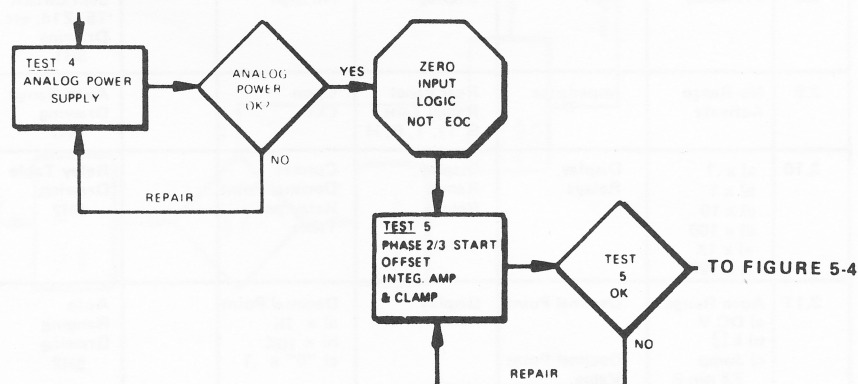 TEST 4
ANALOG POWER
SUPPLY
ANALOG
POWER
OK?
YES
NO
REPAIR
ZERO
INPUT
LOGIC
NOT EOC
TEST 5
PHASE 2/3 START
OFFSET
INTEG. AMP
& CLAMP
TEST
5
OK
TO FIGURE 5-4
NO
REPAIR